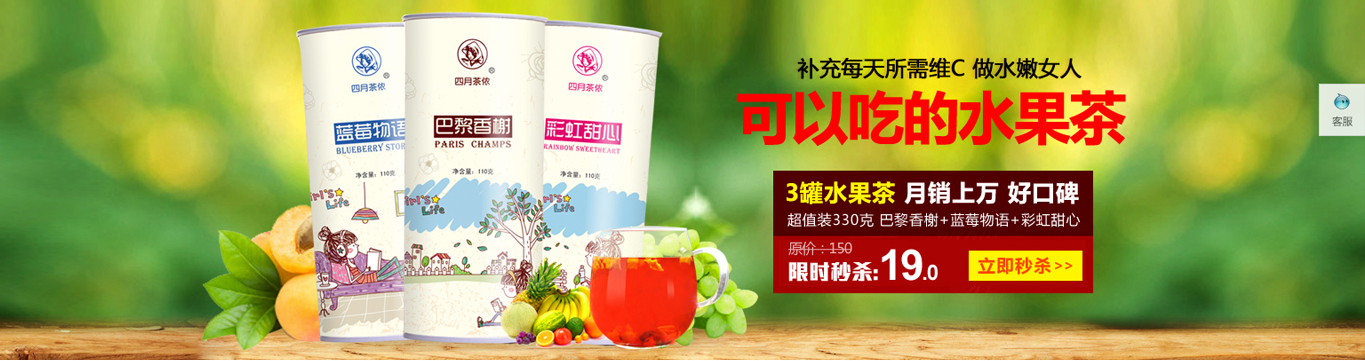 四月茶侬
蓝莓物语
BLUEBERRY STOR
净含量：110克
Girl's
Life
四月茶侬
巴黎香榭
PARIS CHAMPS
净含量：110克
Girl's
Life
四月茶侬
彩虹甜心
RAINBOW SWEETHEART
净含量：110克
补充每天所需维C 做水嫩女人
可以吃的水果茶
3罐水果茶 月销上万 好口碑
超值装330克 巴黎香榭+蓝莓物语+彩虹甜心
原价：150
限时秒杀:19.0
立即秒杀>>
客服